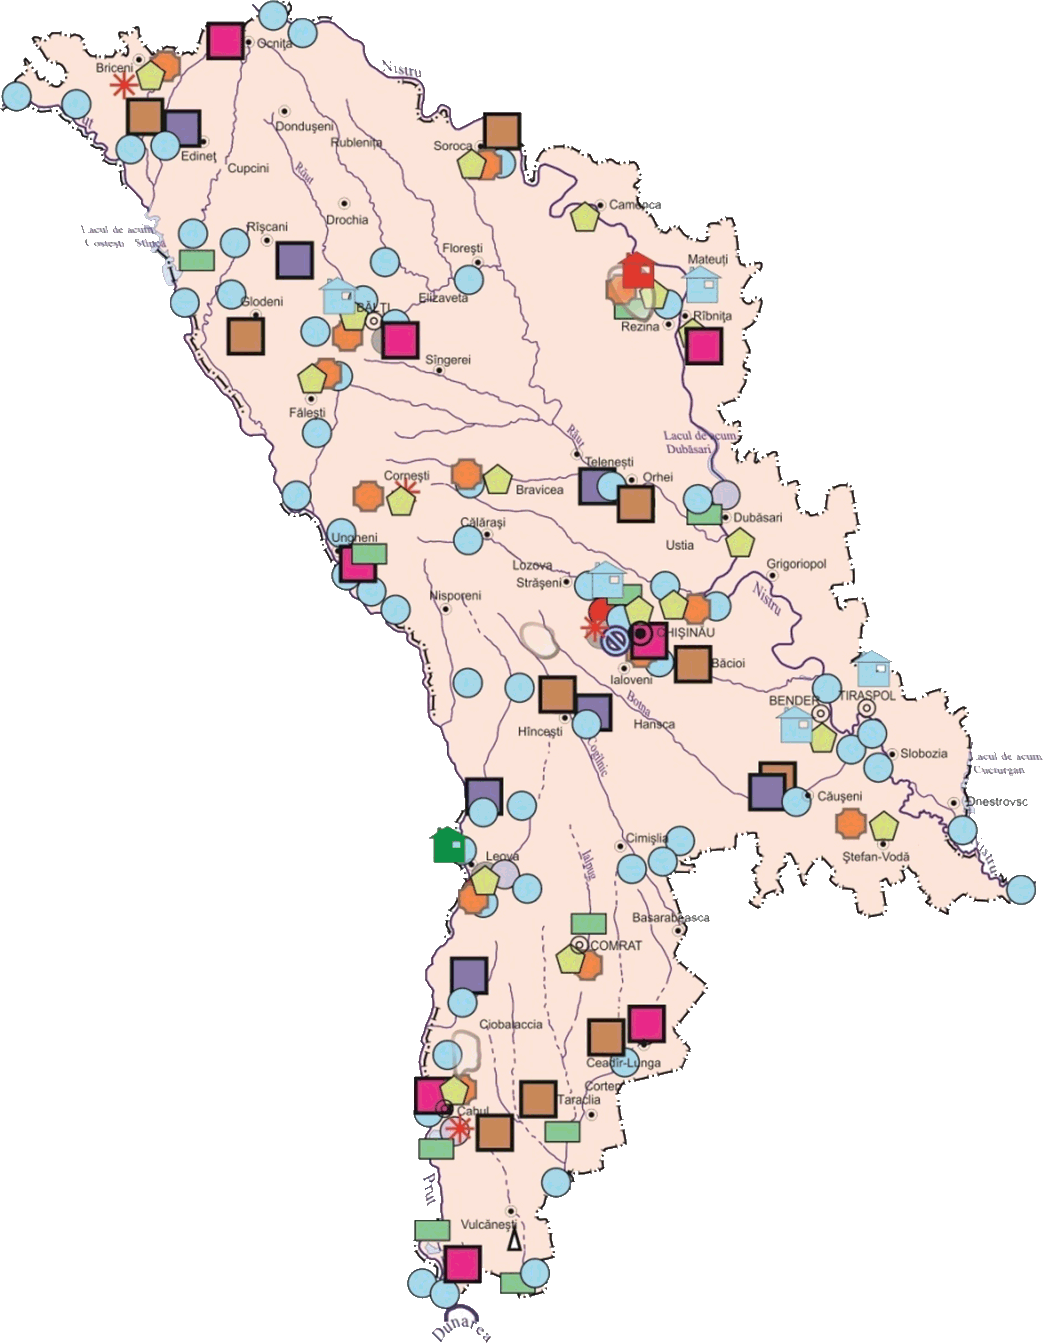 Ocnița
Nistru
Briceni
Dondușeni
Rublenița
Soroca
Edineț
Cupcini
Răut
Camenca
Drochia
Lacul de acum.
Costești Stînca
Rîșcani
Florești
Mateuți
Elizaveta
Glodeni
BĂLȚI
Rîbnița
Rezina
Sîngerei
Fălești
Răut
Lacul de acum.
Dubăsari
Telenești
Cornești
Orhei
Bravicea
Dubăsari
Călărași
Ungheni
Ustia
Lozova
Grigoriopol
Strășeni
Nisporeni
Nistru
CHIȘINĂU
Băcioi
Ialoveni
BENDER
TIRASPOL
Botna
Hansca
Hîncești
Cogîlnic
Slobozia
Lacul de acum
Cuciurgan
Căușeni
Dnestrovsc
Cimișlia
Nistru
Leova
Ialpug
Ștefan-Vodă
Basarabeasca
COMRAT
Ciobalaccia
Ceadîr-Lunga
Corten
Taraclia
Cahul
Prut
Vulcănești
Dunărea